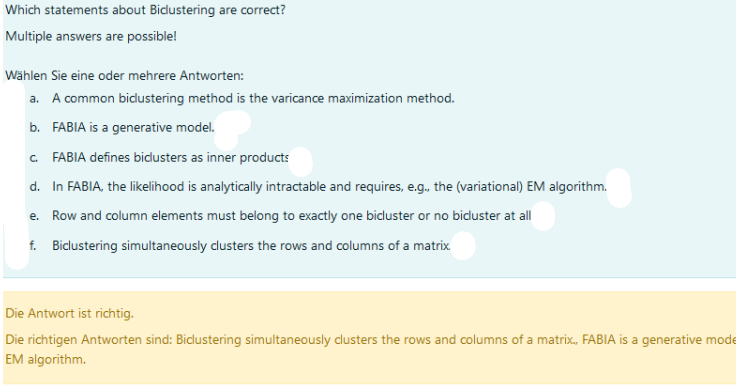 Which statements about Biclustering are correct?
Multiple answers are possible!
Wählen Sie eine oder mehrere Antworten:
a. A common biclustering method is the varicance maximization method.
b. FABIA is a generative model.
c. FABIA defines biclusters as inner products
d. In FABIA, the likelihood is analytically intractable and requires, e.g., the (variational) EM algorithm.
e. Row and column elements must belong to exactly one bicluster or no bicluster at all
f. Biclustering simultaneously clusters the rows and columns of a matrix.
Die Antwort ist richtig.
Die richtigen Antworten sind: Biclustering simultaneously clusters the rows and columns of a matrix., FABIA is a generative mode
EM algorithm.